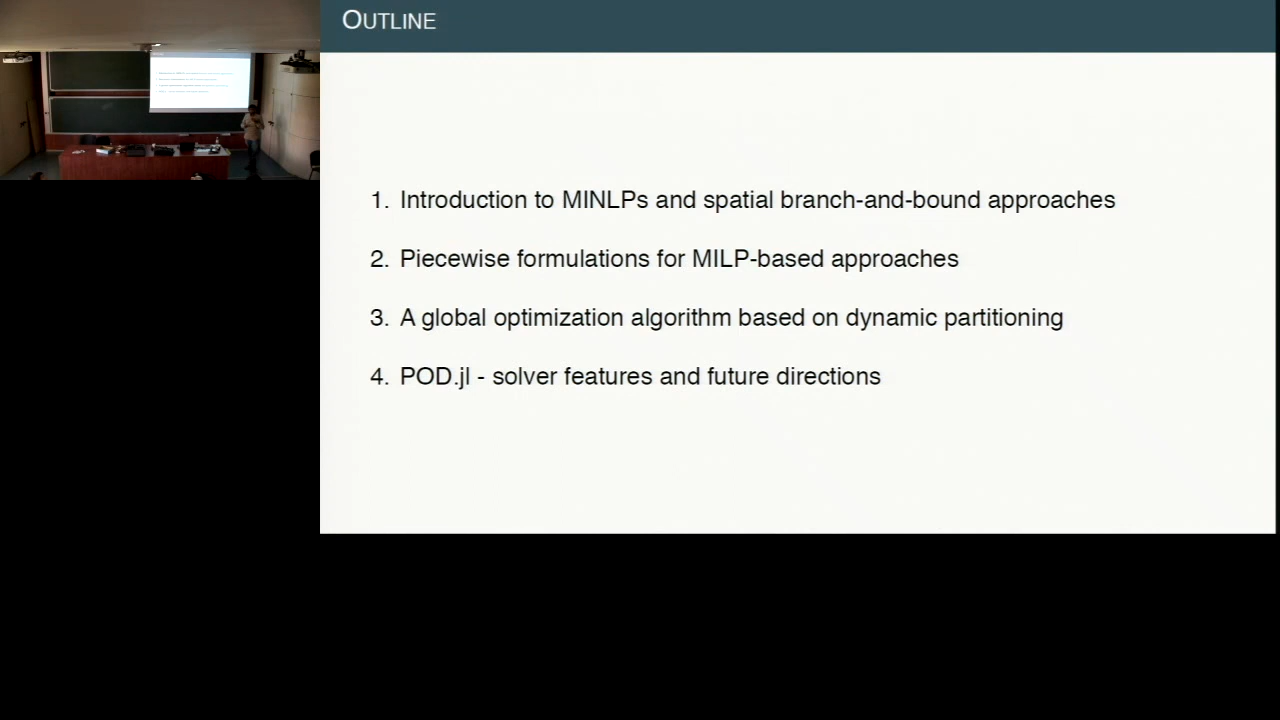 OUTLINE
1. Introduction to MINLPs and spatial branch-and-bound approaches
2. Piecewise formulations for MILP-based approaches
3. A global optimization algorithm based on dynamic partitioning
4. POD.jl - solver features and future directions